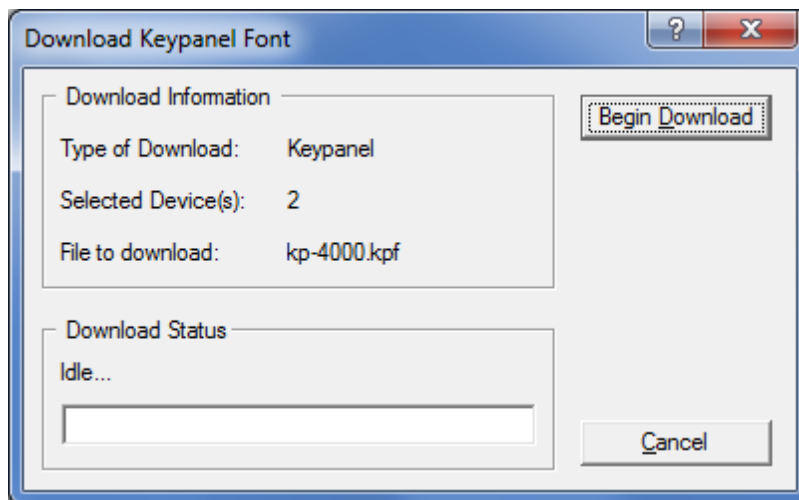 Download Keypanel Font
?
X
Download Information
Type of Download: Keypanel
Selected Device(s): 2
File to download: kp-4000.kpf
Begin Download
Download Status
Idle...
Cancel